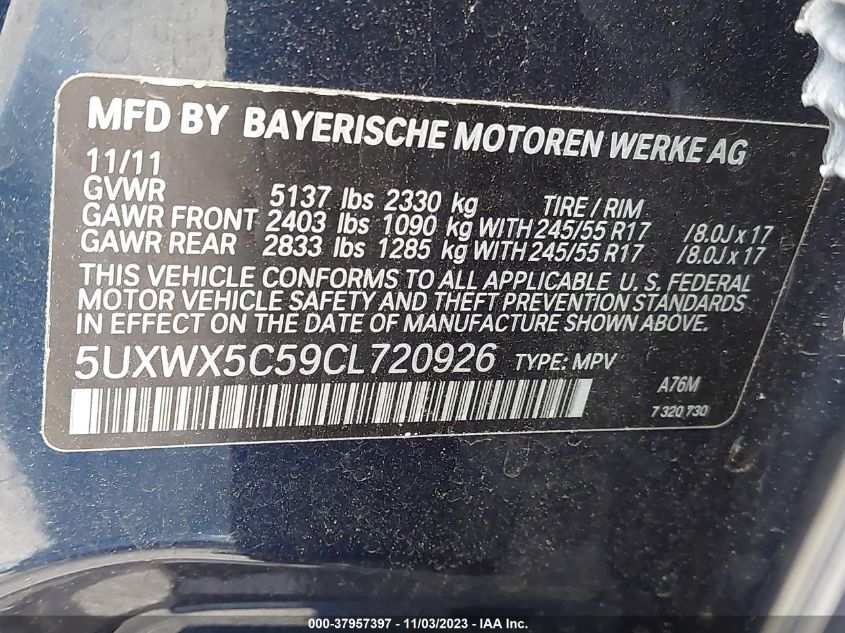 MFD BY BAYERISCHE MOTOREN WERKE AG
11/11
GVWR 5137 lbs 2330 kg TIRE / RIM
GAWR FRONT 2403 lbs 1090 kg WITH 245/55 R17 /8.0J x 17
GAWR REAR 2833 lbs 1285 kg WITH 245/55 R17 /8.0J x 17
THIS VEHICLE CONFORMS TO ALL APPLICABLE U. S. FEDERAL
MOTOR VEHICLE SAFETY AND THEFT PREVENTION STANDARDS
IN EFFECT ON THE DATE OF MANUFACTURE SHOWN ABOVE.
5UXWX5C59CL720926 TYPE: MPV
A76M
7 320 730
000-37957397 - 11/03/2023 - © IAA Inc.